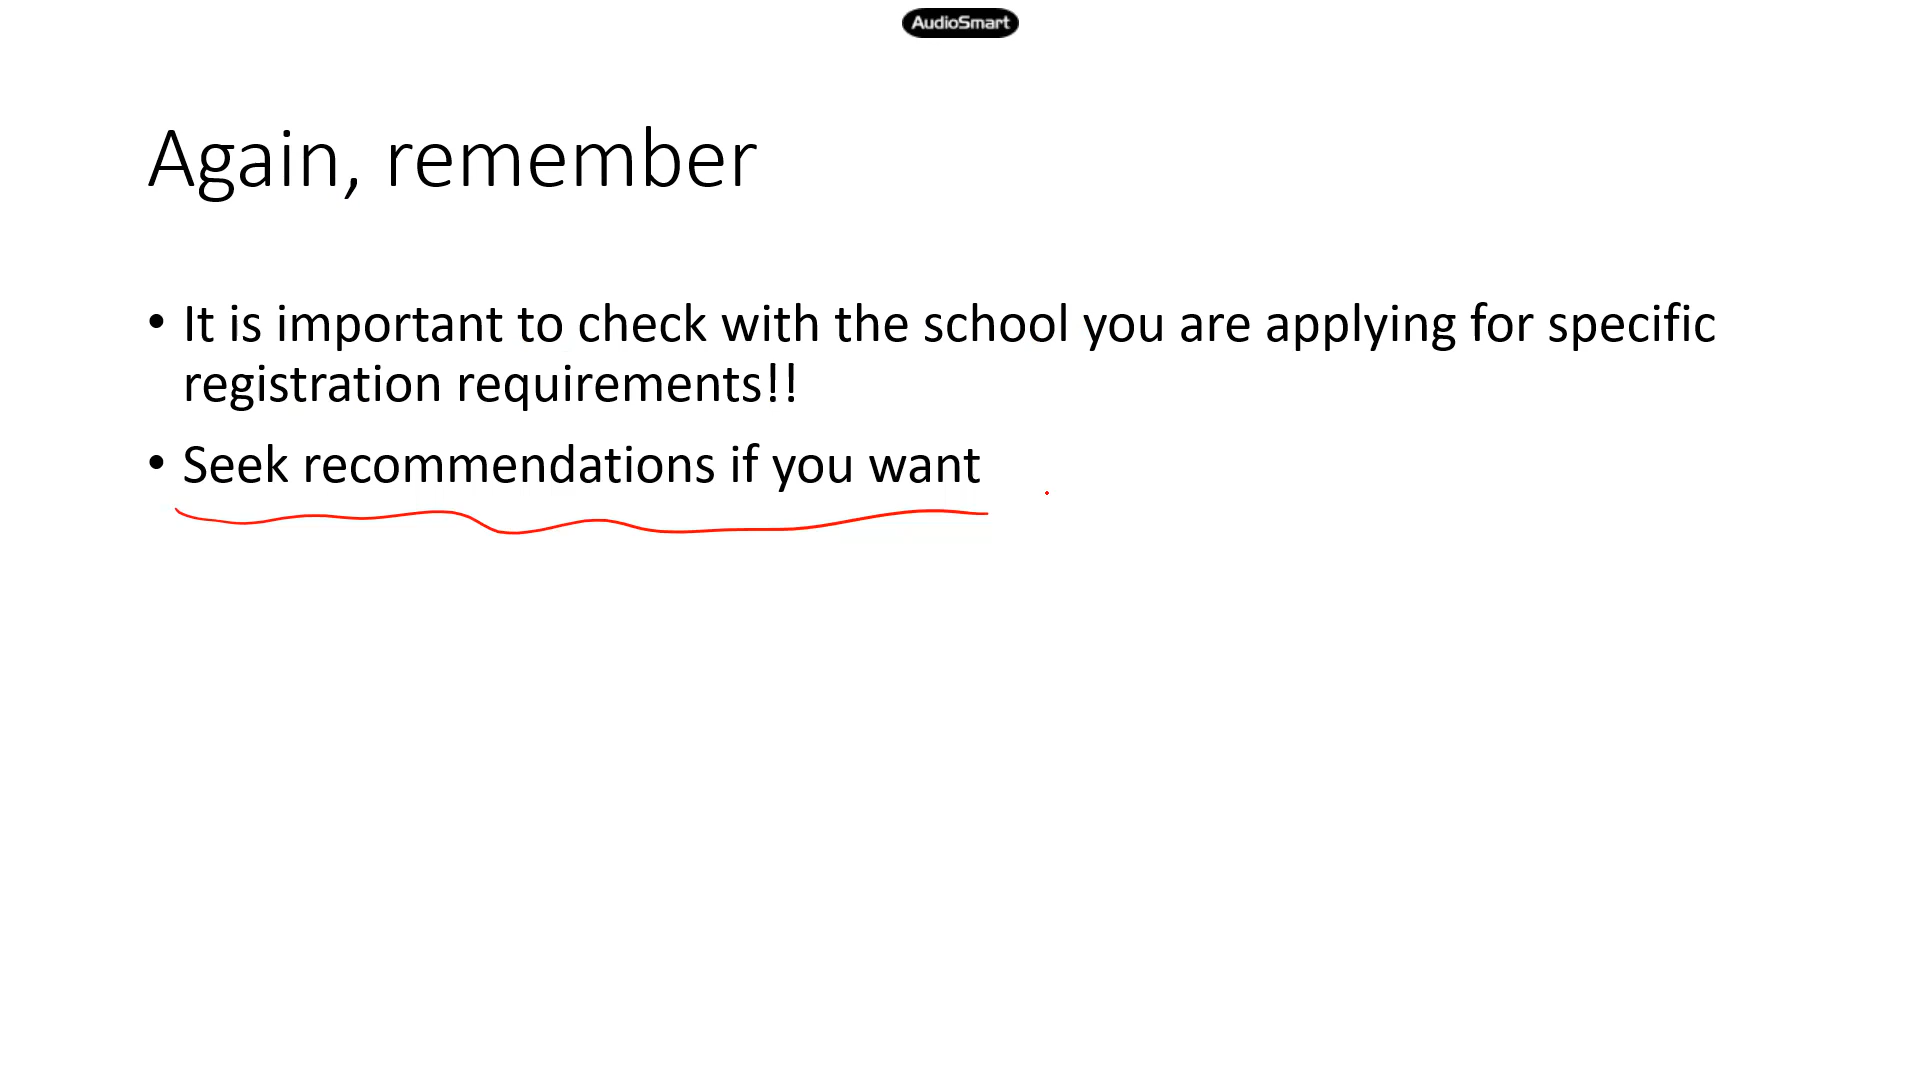 AudioSmart
Again, remember
• It is important to check with the school you are applying for specific
registration requirements!!
• Seek recommendations if you want